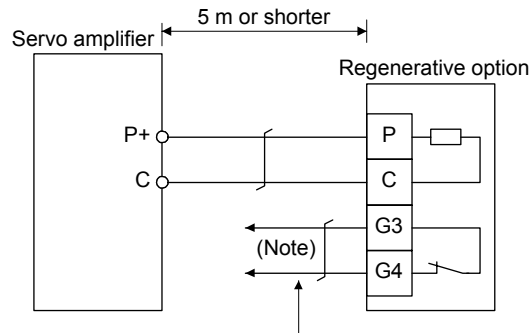 5 m or shorter
Servo amplifier
Regenerative option
P+
P
C
C
G3
(Note)
G4